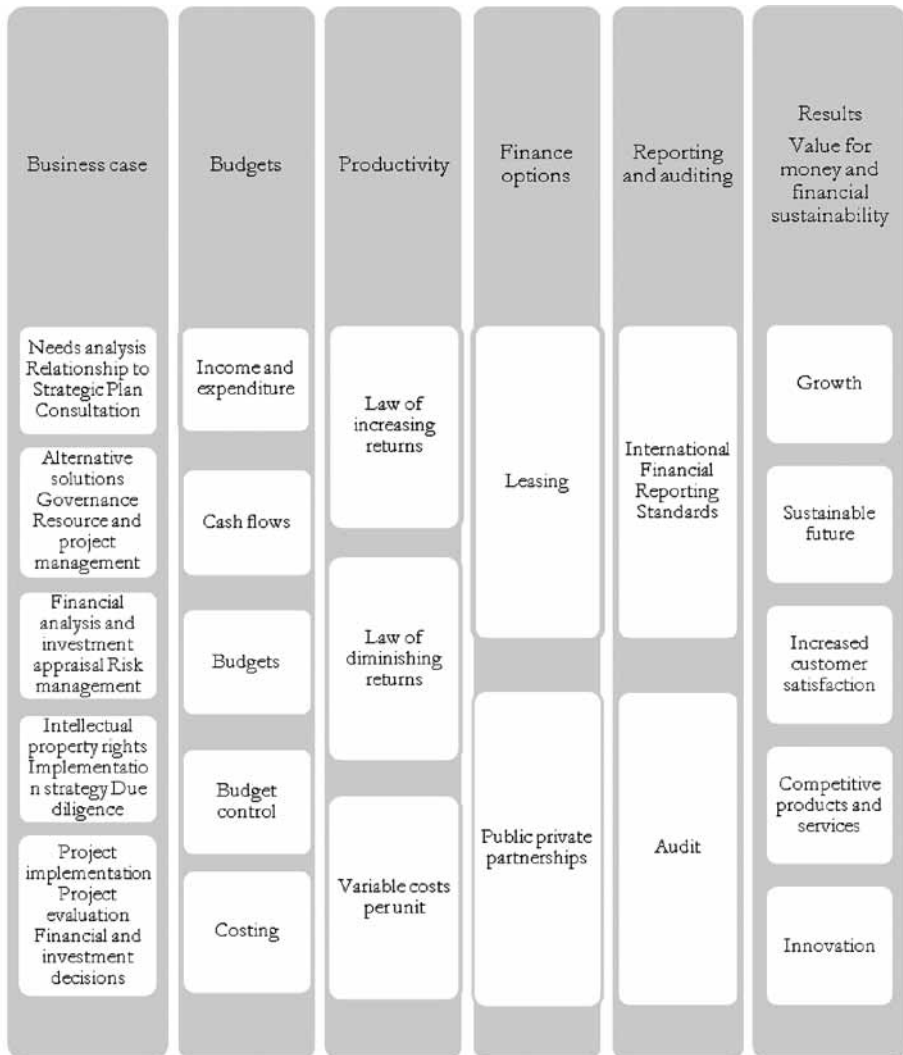 Business case
Needs analysis
Relationship to
Strategic Plan
Consultation
Alternative
solutions
Governance
Resource and
project
management
Financial
analysis and
investment
appraisal Risk
management
Intellectual
property rights
Implementatio
n strategy Due
diligence
Project
implementation
Project
evaluation
Financial and
investment
decisions
Budgets
Income and
expenditure
Cash flows
Budgets
Budget
control
Costing
Productivity
Law of
increasing
returns
Law of
diminishing
returns
Variable costs
per unit
Finance
options
Leasing
Public private
partnerships
Reporting
and auditing
International
Financial
Reporting
Standards
Audit
Results
Value for
money and
financial
sustainability
Growth
Sustainable
future
Increased
customer
satisfaction
Competitive
products and
services
Innovation